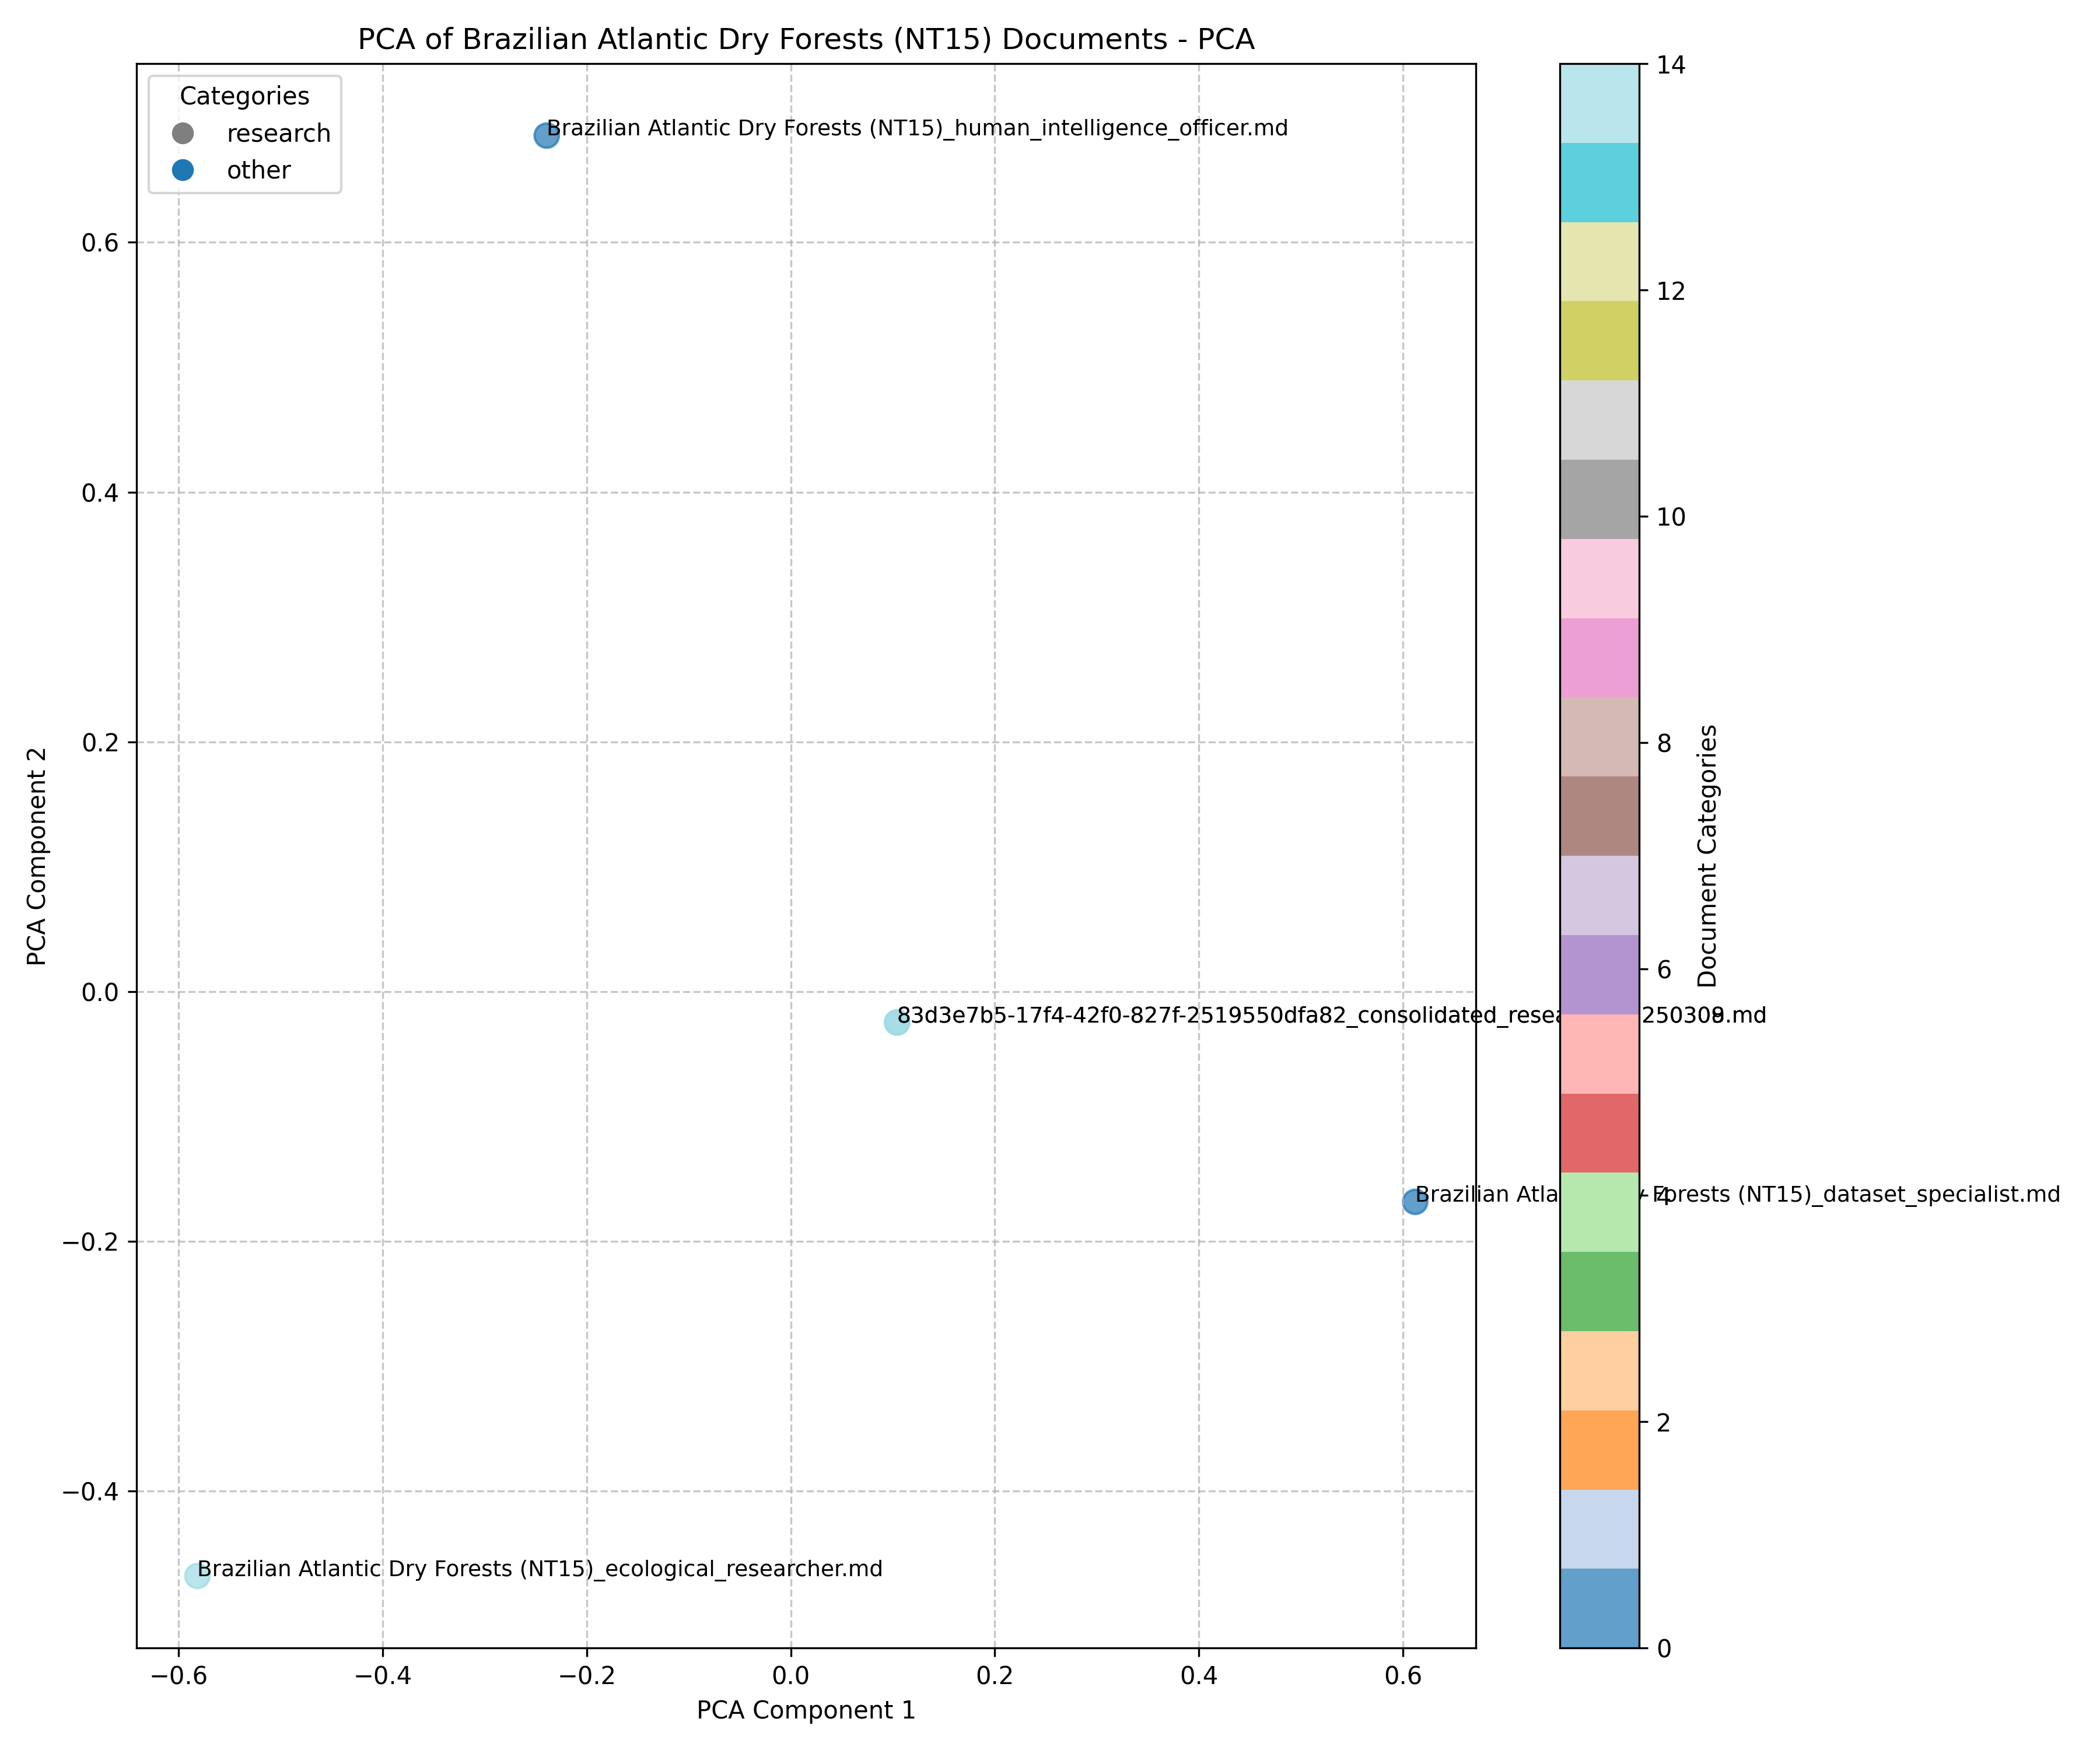 PCA of Brazilian Atlantic Dry Forests (NT15) Documents - PCA
Categories
research
other
Brazilian Atlantic Dry Forests (NT15)_human_intelligence_officer.md
83d3e7b5-17f4-42f0-827f-2519550dfa82_consolidated_resea
.md
Brazilian Atla
Forests (NT15)_dataset_specialist.md
Brazilian Atlantic Dry Forests (NT15)_ecological_researcher.md
PCA Component 2
0.6
0.4
0.2
0.0
−0.2
−0.4
−0.6
−0.4
−0.2
0.0
0.2
0.4
0.6
PCA Component 1
14
12
10
8
6
4
2
0
Document Categories